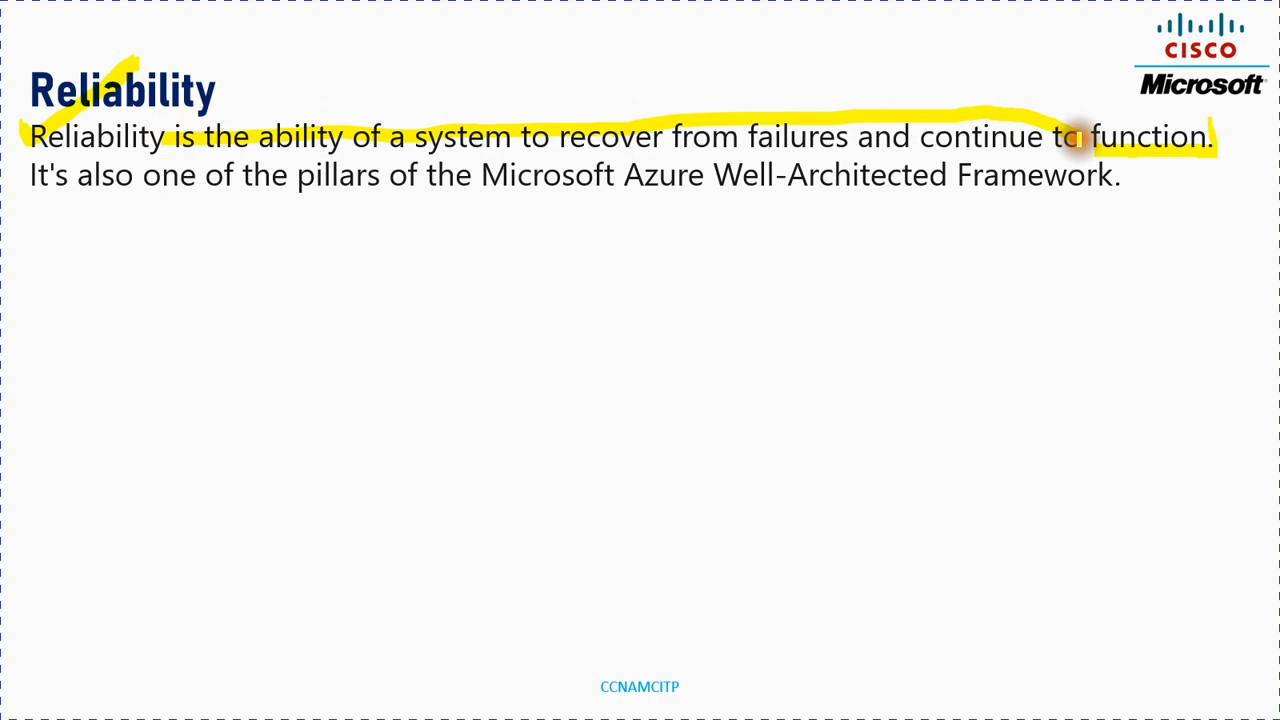 CISCO
Microsoft
Reliability
Reliability is the ability of a system to recover from failures and continue to function.
It's also one of the pillars of the Microsoft Azure Well-Architected Framework.
CCNAMCITP